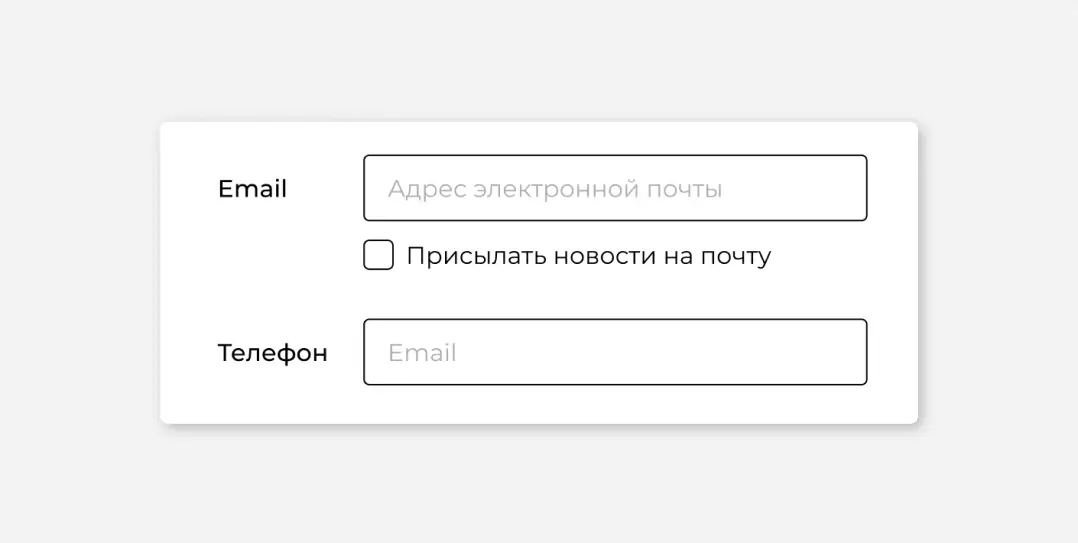 Email
Адрес электронной почты
Присылать новости на почту
Телефон
Email